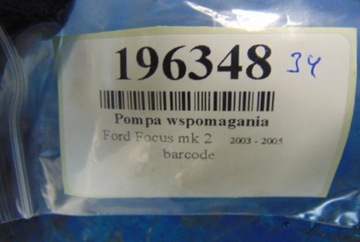 196348 34
Pompa wspomagania
Ford Focus mk 2 2003 - 2005
barcode